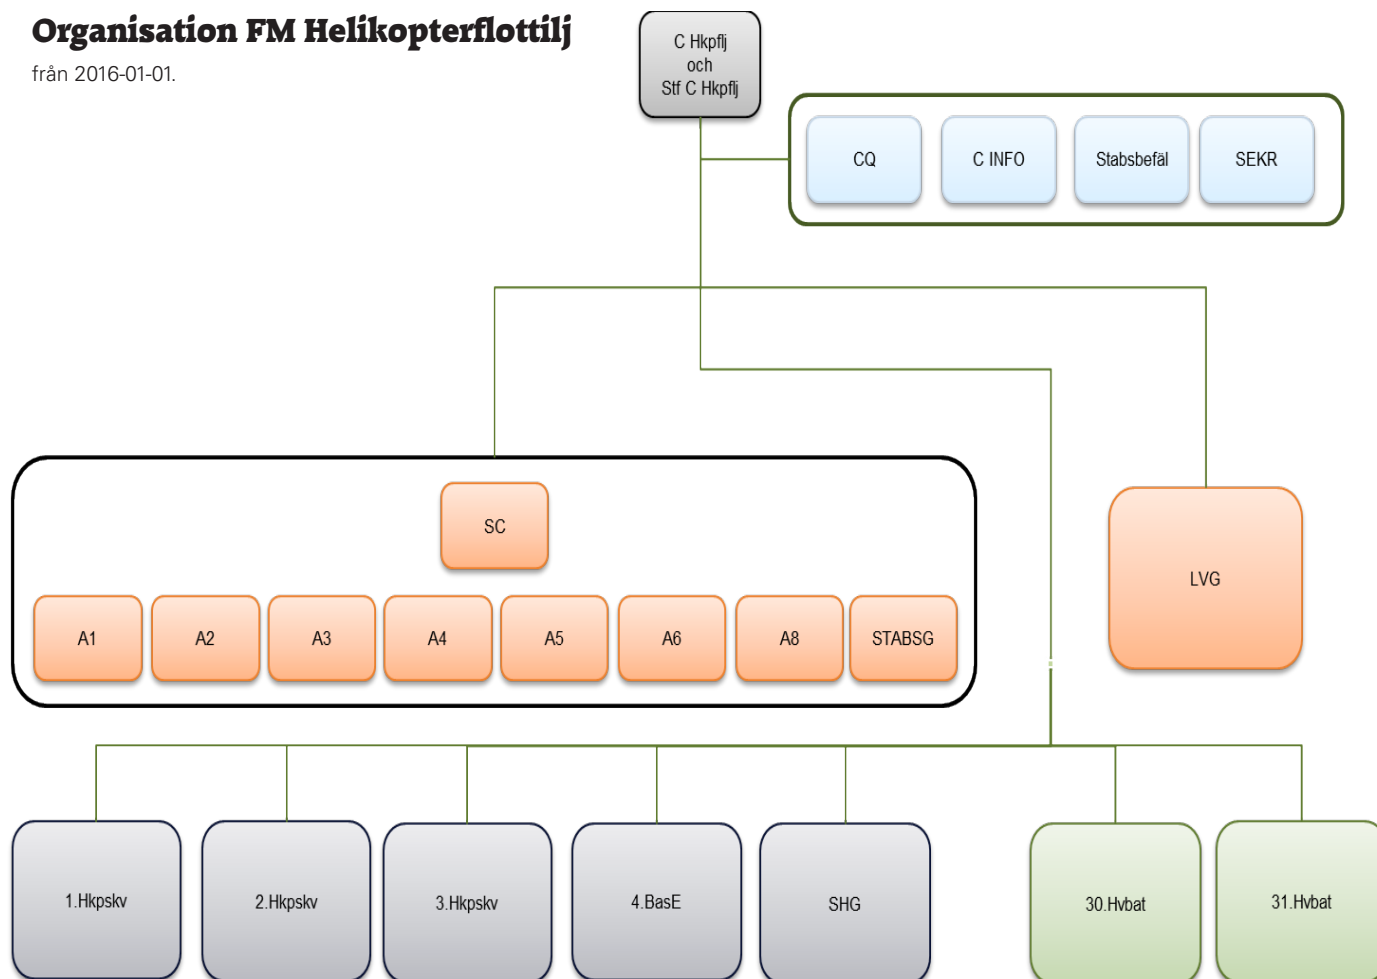 Organisation FM Helikopterflottilj
från 2016-01-01.
C Hkpflj
och
Stf C Hkpflj
CQ
C INFO
Stabsbefäl
SEKR
SC
LVG
A1
A2
A3
A4
A5
A6
A8
STABSG
1.Hkpskv
2.Hkpskv
3.Hkpskv
4.BasE
SHG
30.Hvbat
31.Hvbat